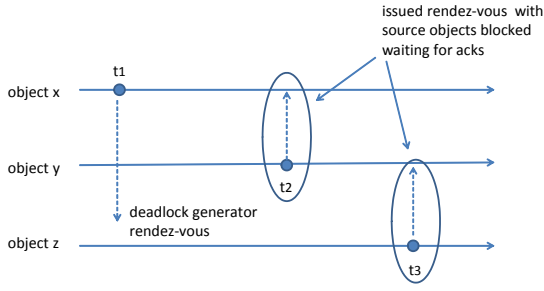 issued rendez-vous with
source objects blocked
waiting for acks
t1
object x
object y
t2
deadlock generator
rendez-vous
object z
t3